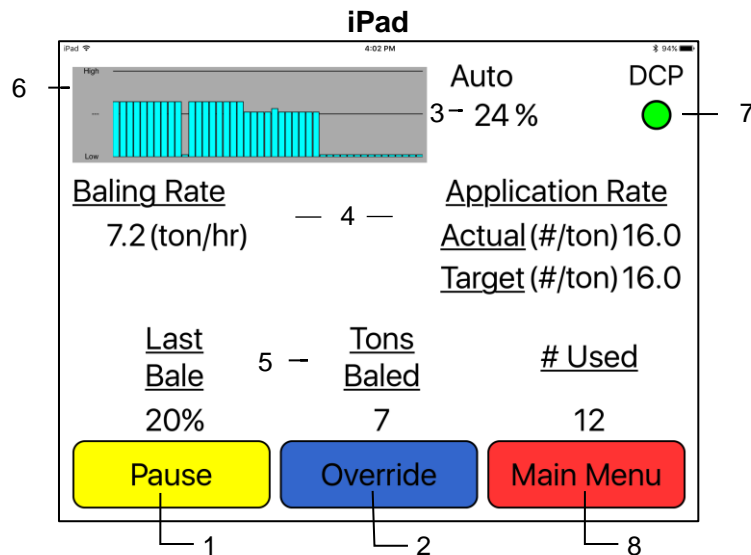 iPad
iPad 4:02 PM 94%
High
6
---
Low
Auto DCP
3 24 % 7
Baling Rate Application Rate
4
7.2 (ton/hr) Actual (#/ton) 16.0
Target (#/ton) 16.0
Last Tons # Used
5
Bale Baled
20% 7 12
Pause Override Main Menu
1 2 8